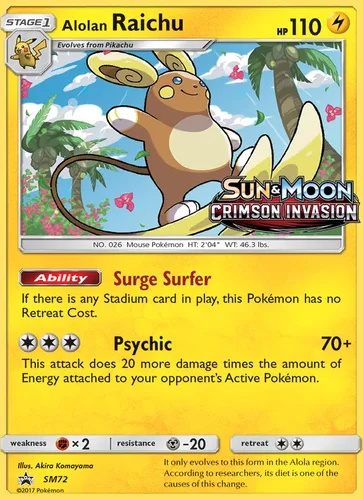 STAGE 1 Alolan Raichu HP 110
Evolves from Pikachu
SUN & MOON
CRIMSON INVASION
NO. 026 Mouse Pokémon HT: 2'04" WT: 46.3 lbs.
Ability Surge Surfer
If there is any Stadium card in play, this Pokémon has no
Retreat Cost.
Psychic 70+
This attack does 20 more damage times the amount of
Energy attached to your opponent's Active Pokémon.
weakness × 2 resistance -20 retreat
Illus. Akira Komayama
PROMO SM72
©2017 Pokémon
It only evolves to this form in the Alola region.
According to researchers, its diet is one of the
causes of this change.